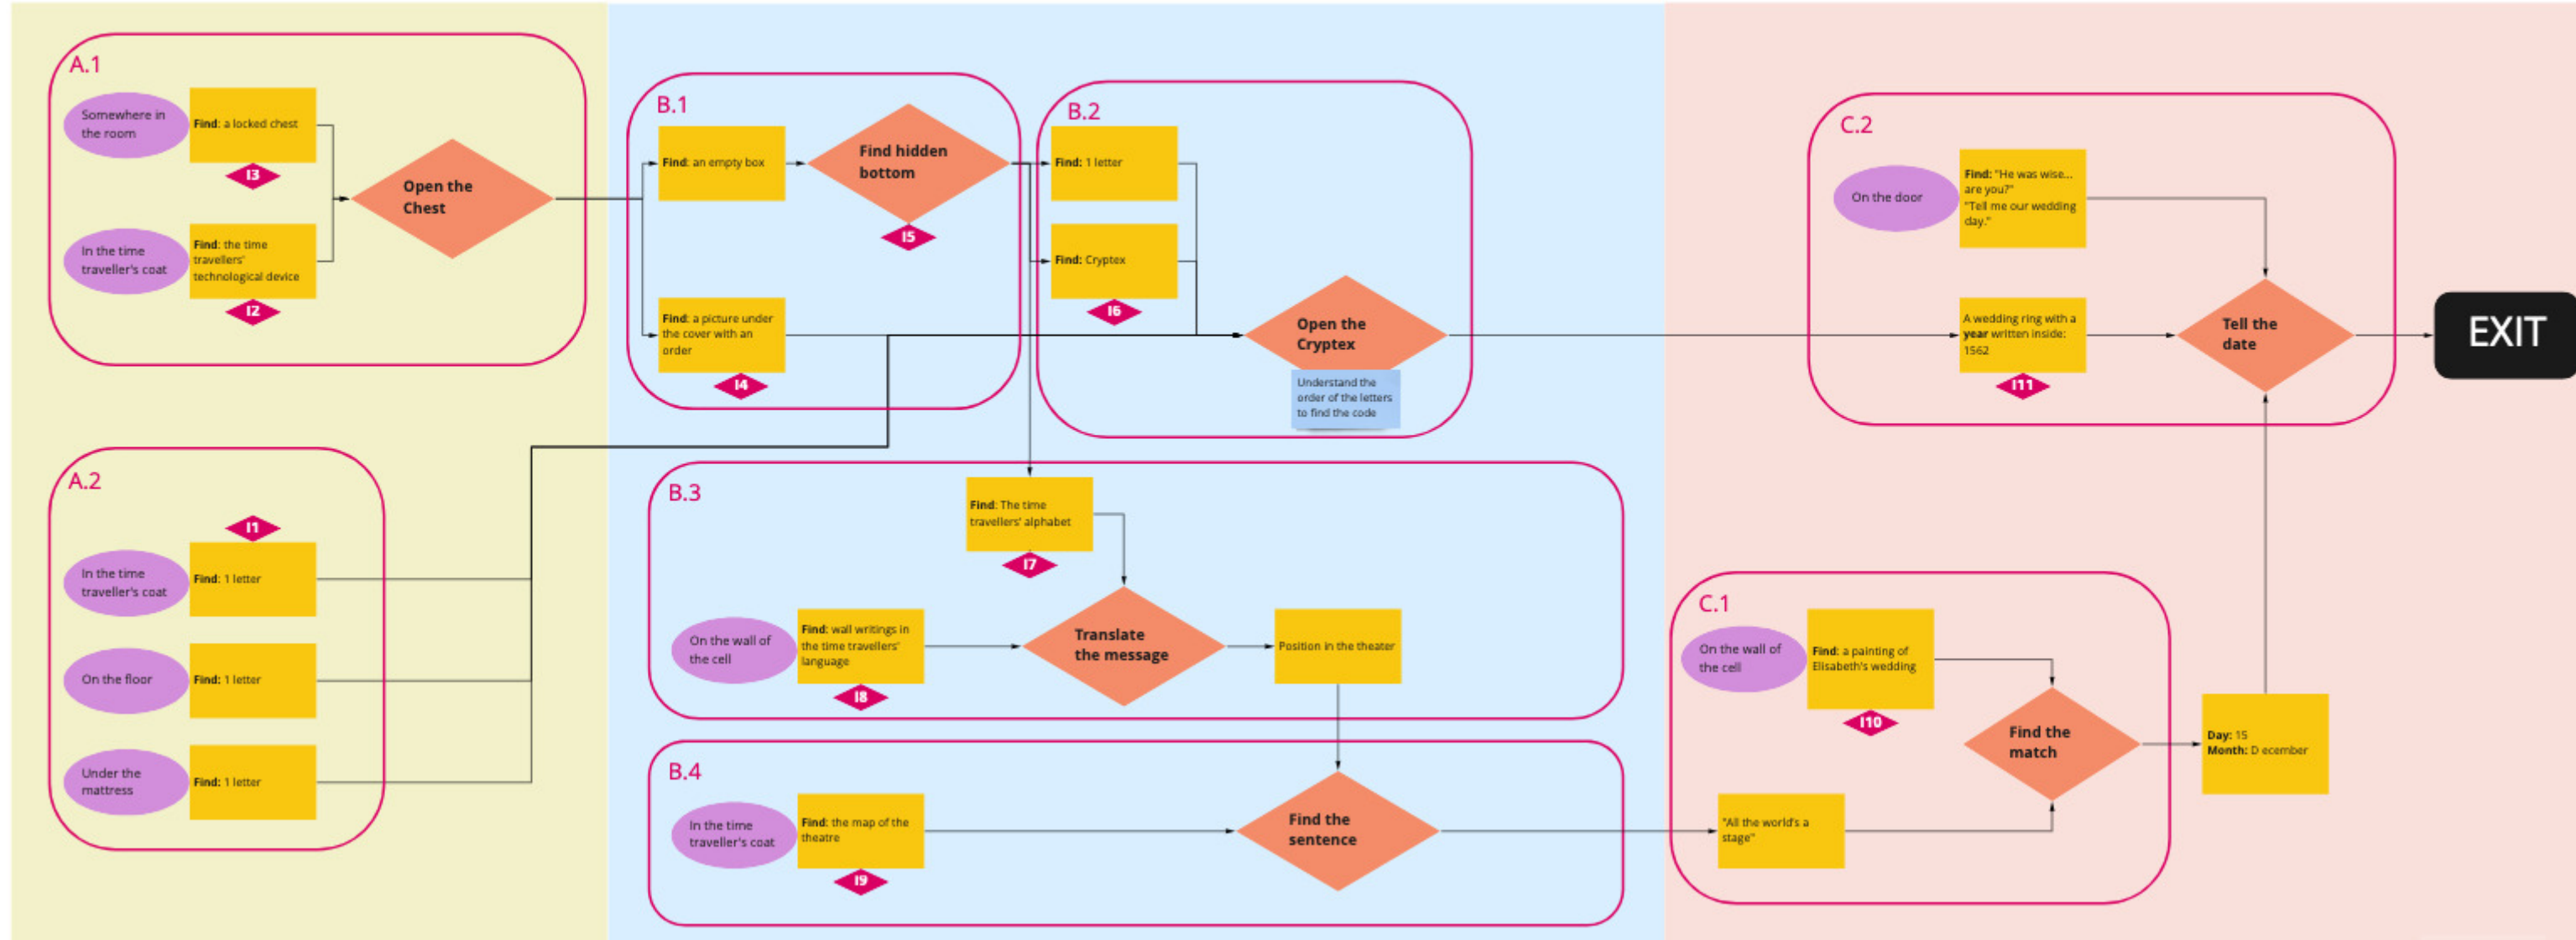 A.1
Somewhere in
the room
Find: a locked chest
I3
In the time
traveller's coat
Find: the time
travellers'
technological device
I2
Open the
Chest
A.2
I1
In the time
traveller's coat
Find: 1 letter
On the floor
Find: 1 letter
Under the
mattress
Find: 1 letter
B.1
Find: an empty box
Find hidden
bottom
I5
Find: a picture under
the cover with an
order
I4
B.2
Find: 1 letter
Find: Cryptex
I6
Open the
Cryptex
Understand the
order of the letters
to find the code
B.3
Find: The time
travellers' alphabet
I7
On the wall of
the cell
Find: wall writings in
the time travellers'
language
I8
Translate
the message
Position in the theater
B.4
In the time
traveller's coat
Find: the map of the
theatre
I9
Find the
sentence
C.1
On the wall of
the cell
Find: a painting of
Elisabeth's wedding
I10
"All the world's a
stage"
Find the
match
Day: 15
Month: D ecember
C.2
On the door
Find: "He was wise...
are you?"
"Tell me our wedding
day."
A wedding ring with a
year written inside:
1562
I11
Tell the
date
EXIT